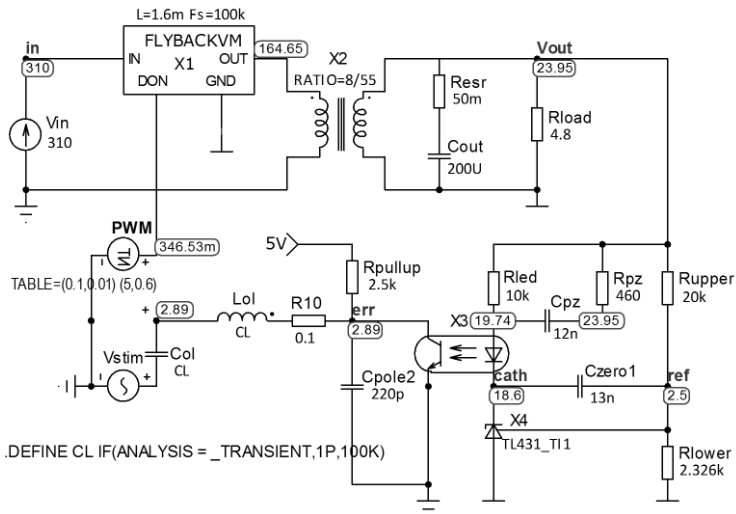 L=1.6m Fs=100k
in
310
IN
FLYBACKVM
X1
OUT
DON
GND
164.65
X2
RATIO=8/55
Vout
23.95
Resr
50m
Rload
4.8
Cout
200U
Vin
310
PWM
346.53m
TABLE=(0.1,0.01) (5,0.6)
5V
Rpullup
2.5k
2.89
Lol
CL
R10
0.1
err
2.89
Vstim
Col
CL
Cpole2
220p
Rled
10k
Rpz
460
Rupper
20k
Cpz
12n
X3
19.74
23.95
cath
18.6
Czero1
13n
ref
2.5
X4
TL431_TI1
Rlower
2.326k
.DEFINE CL IF(ANALYSIS = _TRANSIENT,1P,100K)